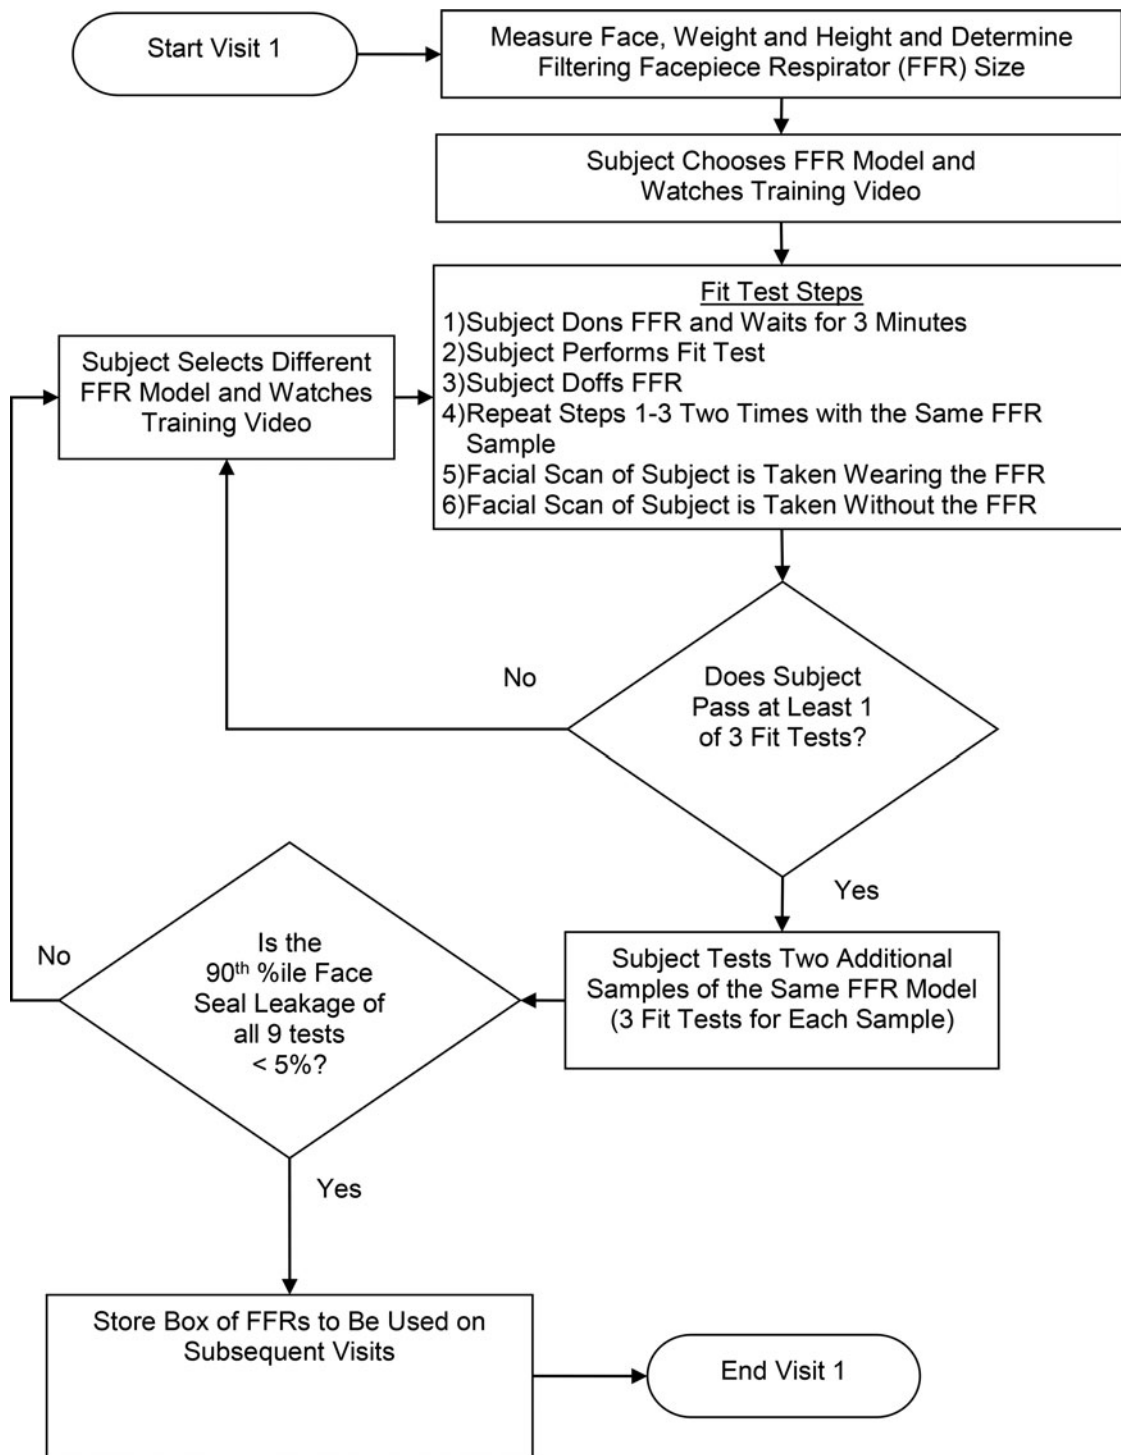 Start Visit 1
Measure Face, Weight and Height and Determine
Filtering Facepiece Respirator (FFR) Size
Subject Chooses FFR Model and
Watches Training Video
Fit Test Steps
1)Subject Dons FFR and Waits for 3 Minutes
2)Subject Performs Fit Test
3)Subject Doffs FFR
4)Repeat Steps 1-3 Two Times with the Same FFR
Sample
5)Facial Scan of Subject is Taken Wearing the FFR
6)Facial Scan of Subject is Taken Without the FFR
Subject Selects Different
FFR Model and Watches
Training Video
No
Does Subject
Pass at Least 1
of 3 Fit Tests?
Yes
Subject Tests Two Additional
Samples of the Same FFR Model
(3 Fit Tests for Each Sample)
No
Is the
90th %ile Face
Seal Leakage of
all 9 tests
< 5%?
Yes
Store Box of FFRs to Be Used on
Subsequent Visits
End Visit 1